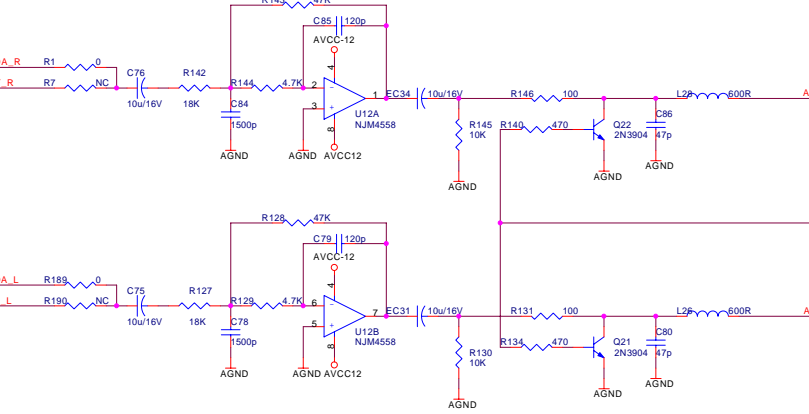 R143 47K
C85 120p
AVCC-12
A_R R1 0
_R R7 NC
C76
10u/16V
R142
18K
R144 4.7K
C84
1500p
AGND
4
2
3
1
8
U12A
NJM4558
AGND AVCC12
EC34 10u/16V
R145
10K
AGND
R146 100
R140 470
Q22
2N3904
AGND
C86
47p
AGND
L28 600R
A
R128 47K
C79 120p
AVCC-12
A_L R189 0
_L R190 NC
C75
10u/16V
R127
18K
R129 4.7K
C78
1500p
AGND
4
6
5
7
8
U12B
NJM4558
AGND AVCC12
EC31 10u/16V
R130
10K
AGND
R131 100
R134 470
Q21
2N3904
AGND
C80
47p
AGND
L26 600R
A